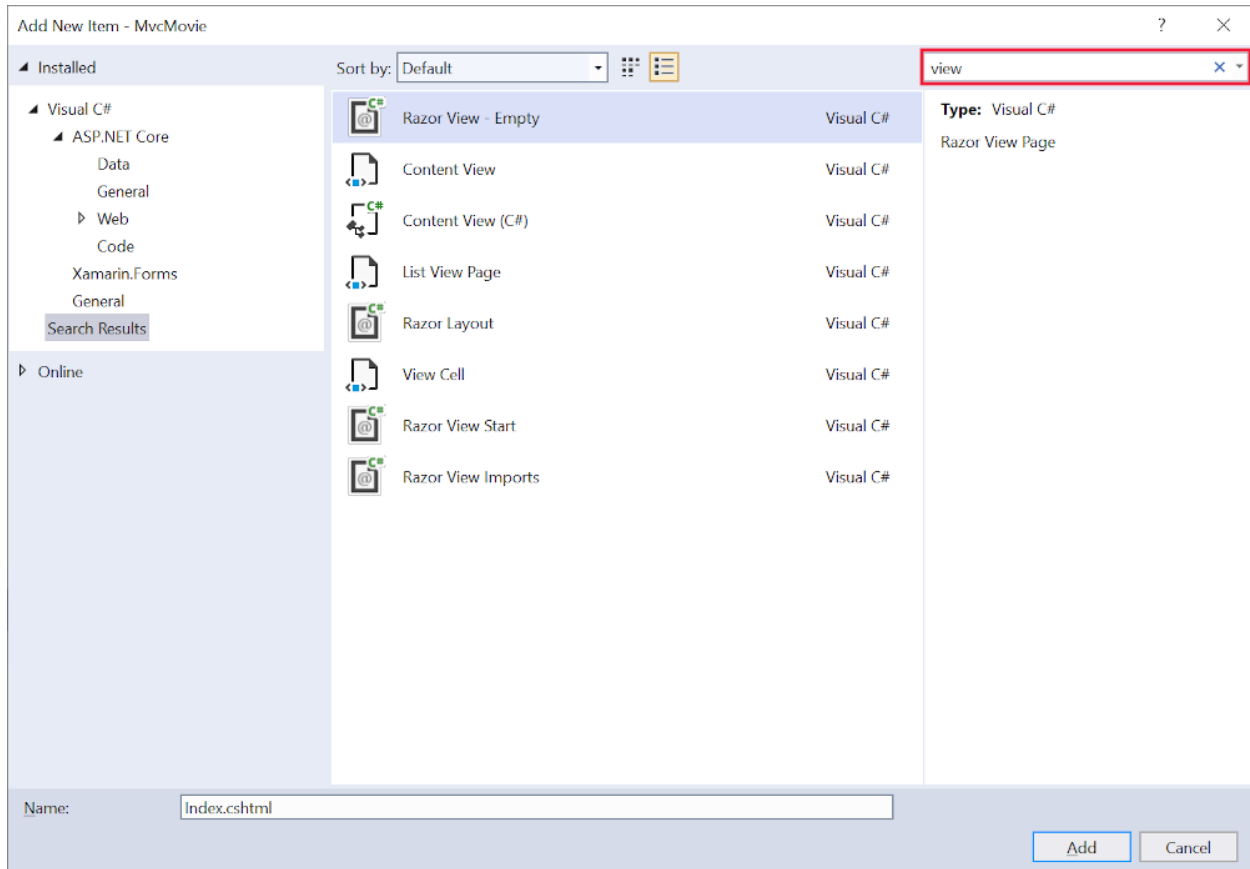 Add New Item - MvcMovie
?
Installed
Sort by: Default
view
Visual C#
ASP.NET Core
Data
General
Web
Code
Xamarin.Forms
General
Search Results
Online
Razor View - Empty Visual C#
Content View Visual C#
Content View (C#) Visual C#
List View Page Visual C#
Razor Layout Visual C#
View Cell Visual C#
Razor View Start Visual C#
Razor View Imports Visual C#
Type: Visual C#
Razor View Page
Name: Index.cshtml
Add Cancel